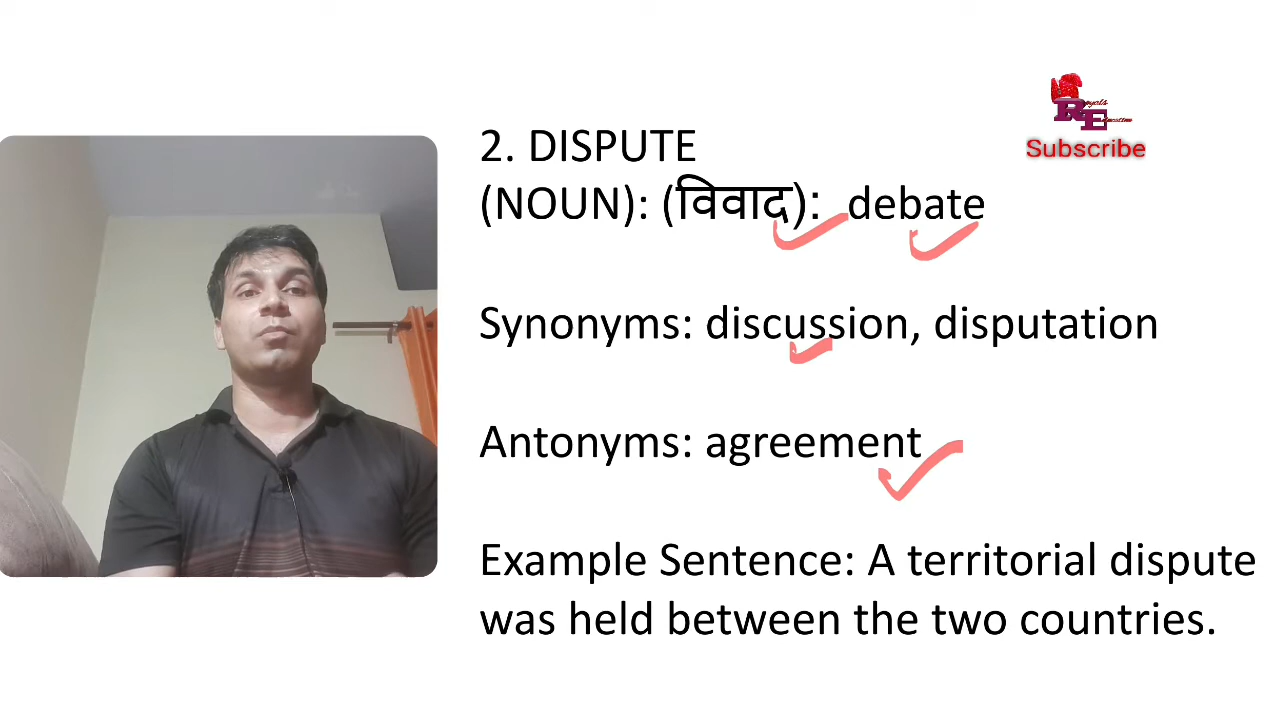 Subscribe
2. DISPUTE
(NOUN): (विवाद): debate
Synonyms: discussion, disputation
Antonyms: agreement
Example Sentence: A territorial dispute
was held between the two countries.